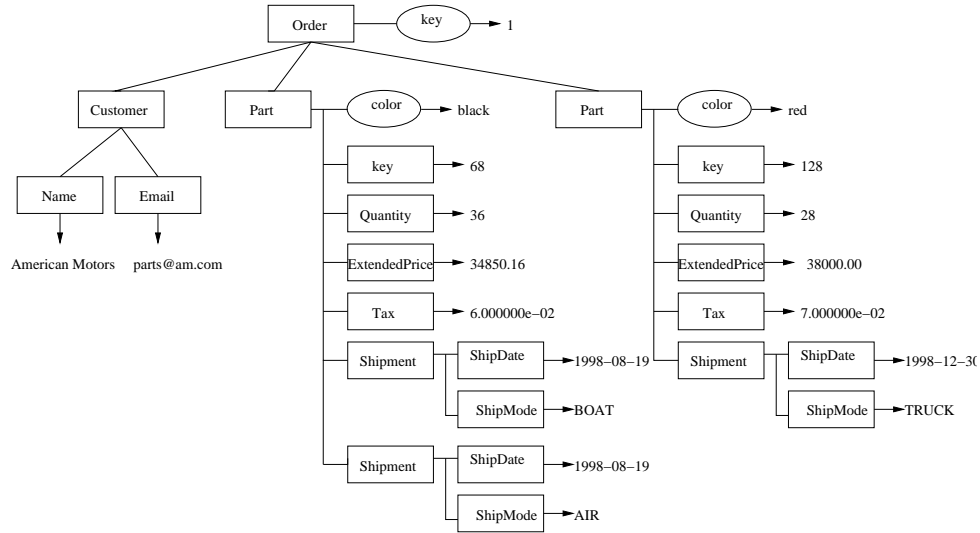 Order key 1
Customer Part color black Part color red
key 68 key 128
Name Email Quantity 36 Quantity 28
American Motors parts@am.com ExtendedPrice 34850.16 ExtendedPrice 38000.00
Tax 6.000000e−02 Tax 7.000000e−02
Shipment ShipDate 1998−08−19 Shipment ShipDate 1998−12−30
ShipMode BOAT ShipMode TRUCK
Shipment ShipDate 1998−08−19
ShipMode AIR